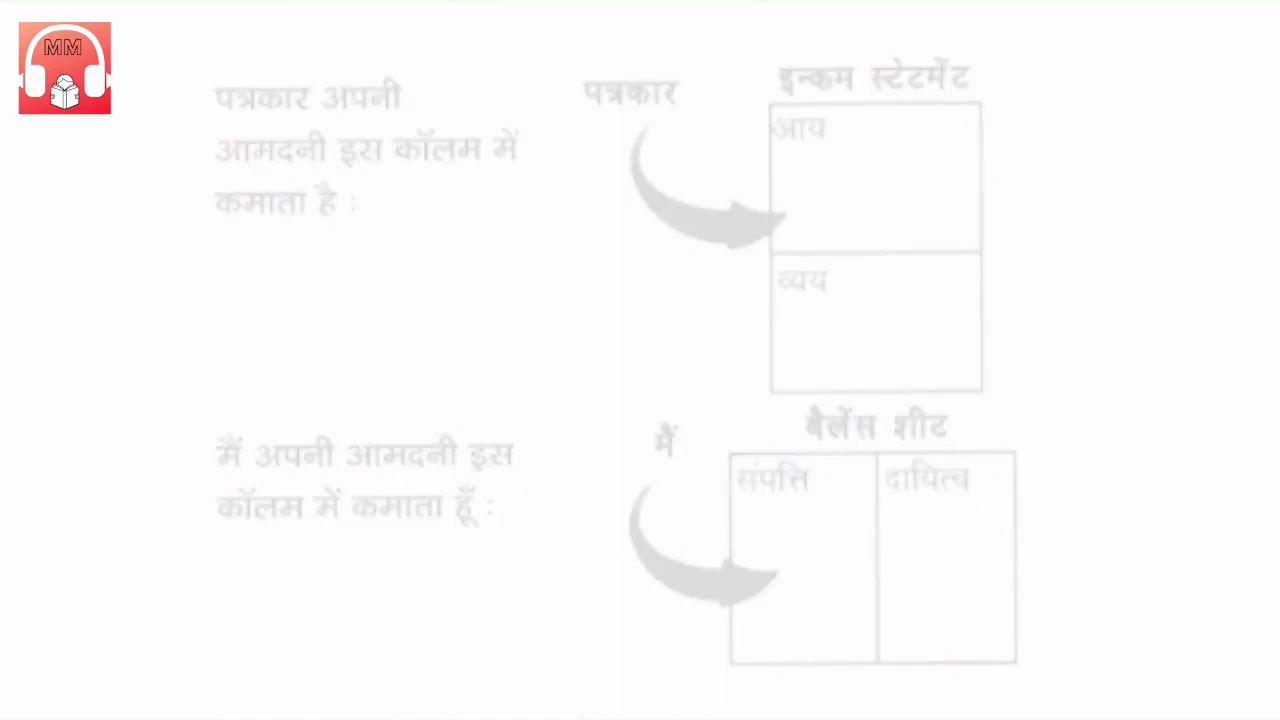 MM
पत्रकार अपनी
आमदनी इस कॉलम में
कमाता है :
पत्रकार
इन्कम स्टेटमेंट
आय
व्यय
मैं अपनी आमदनी इस
कॉलम में कमाता हूँ :
मैं
बैलेंस शीट
संपत्ति
दायित्व